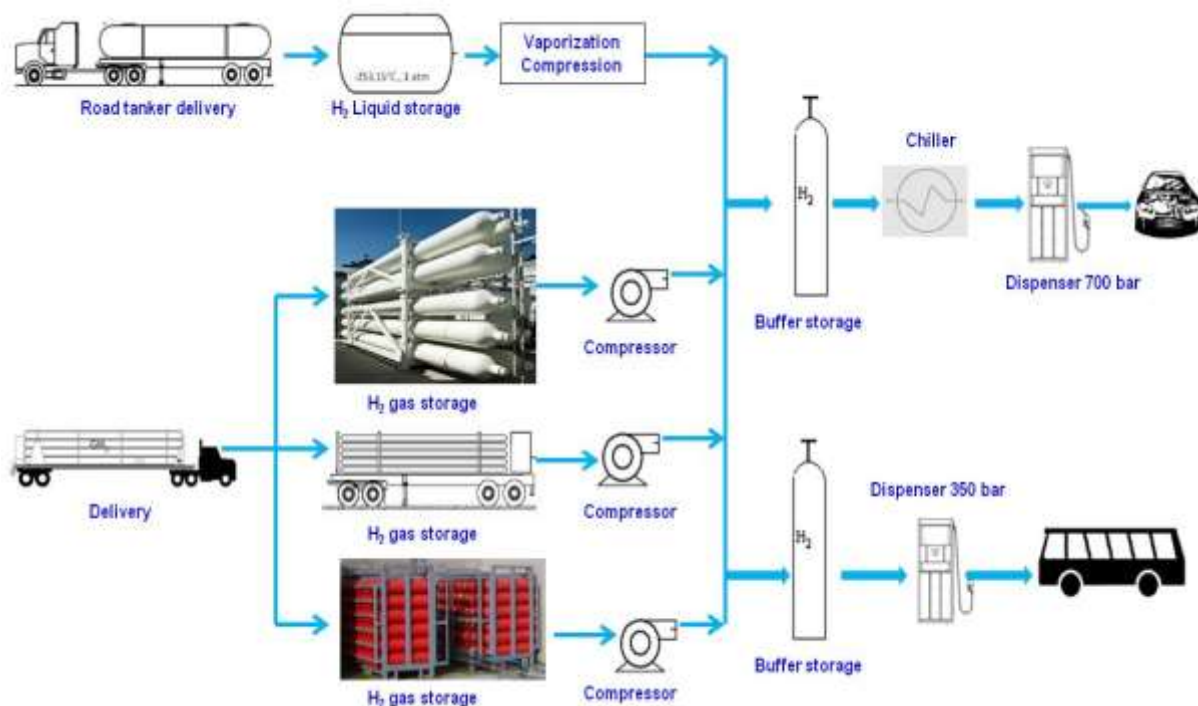 Vaporization
Compression
Road tanker delivery
H₂ Liquid storage
Chiller
H₂
Dispenser 700 bar
Buffer storage
Compressor
H₂ gas storage
Delivery
H₂ gas storage
Compressor
Dispenser 350 bar
H₂
Buffer storage
H₂ gas storage
Compressor